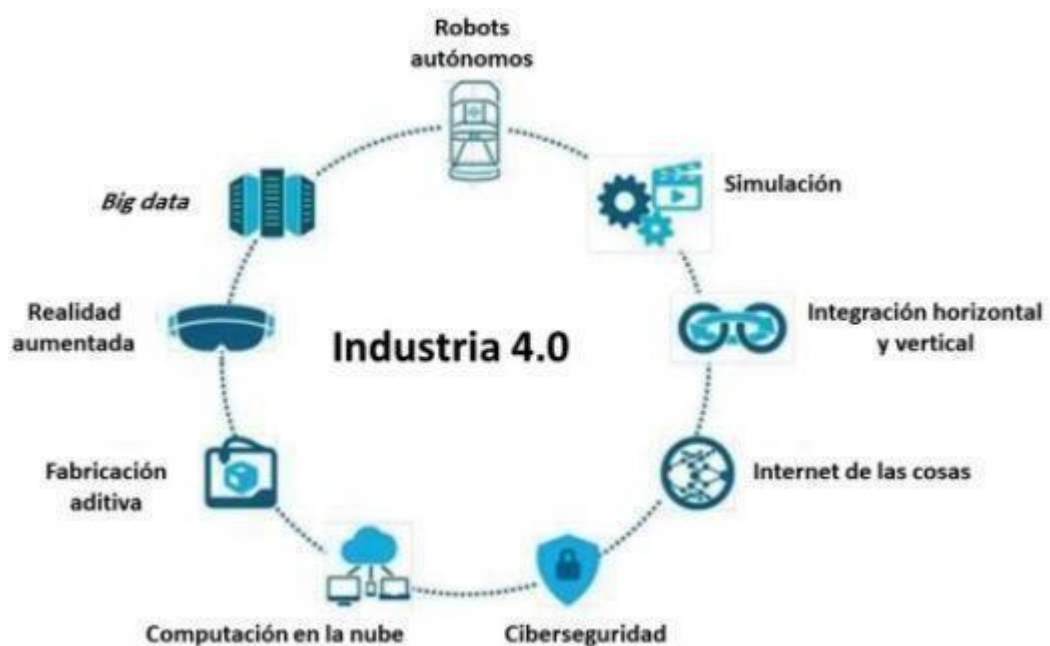 Robots
autónomos
Simulación
Big data
Realidad
aumentada
Integración horizontal
y vertical
Industria 4.0
Fabricación
aditiva
Internet de las cosas
Computación en la nube
Ciberseguridad